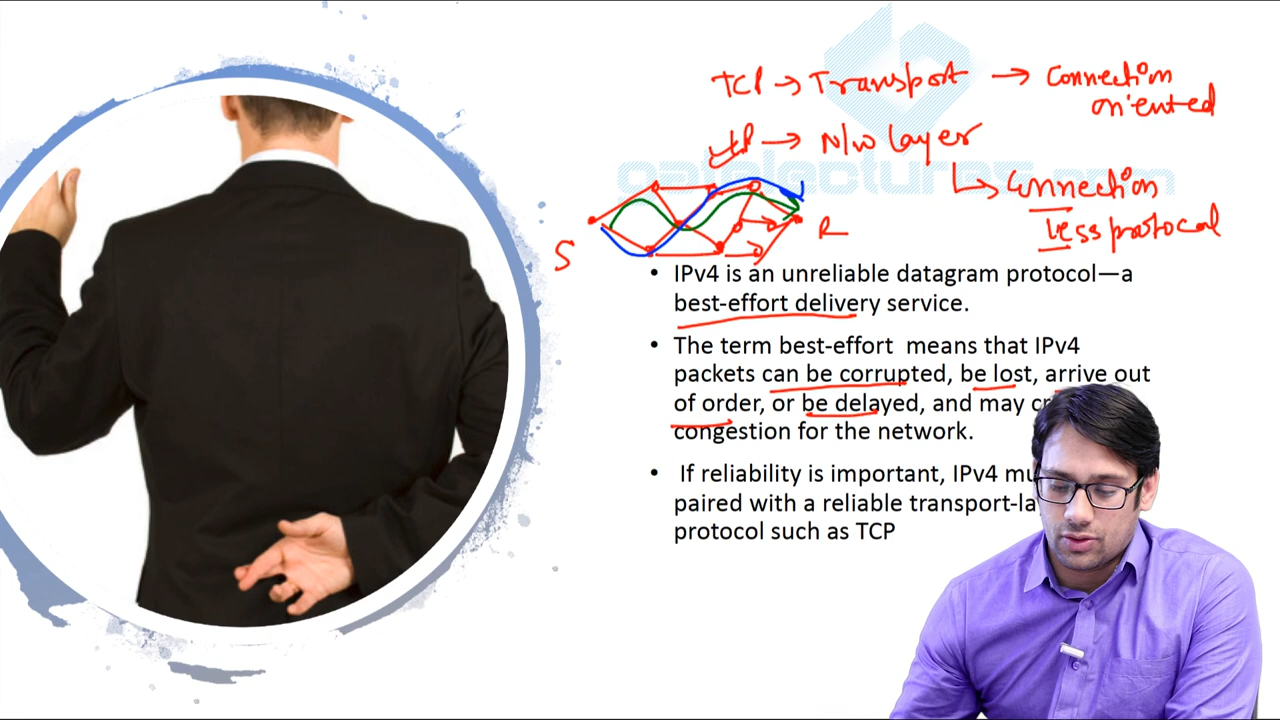 TCP → Transport → Connection
oriented
IP → N/w layer
↳ Connection
less protocol
S
R
• IPv4 is an unreliable datagram protocol—a
best-effort delivery service.
• The term best-effort means that IPv4
packets can be corrupted, be lost, arrive out
of order, or be delayed, and may
congestion for the network.
• If reliability is important, IPv4
paired with a reliable
protocol such as TCP